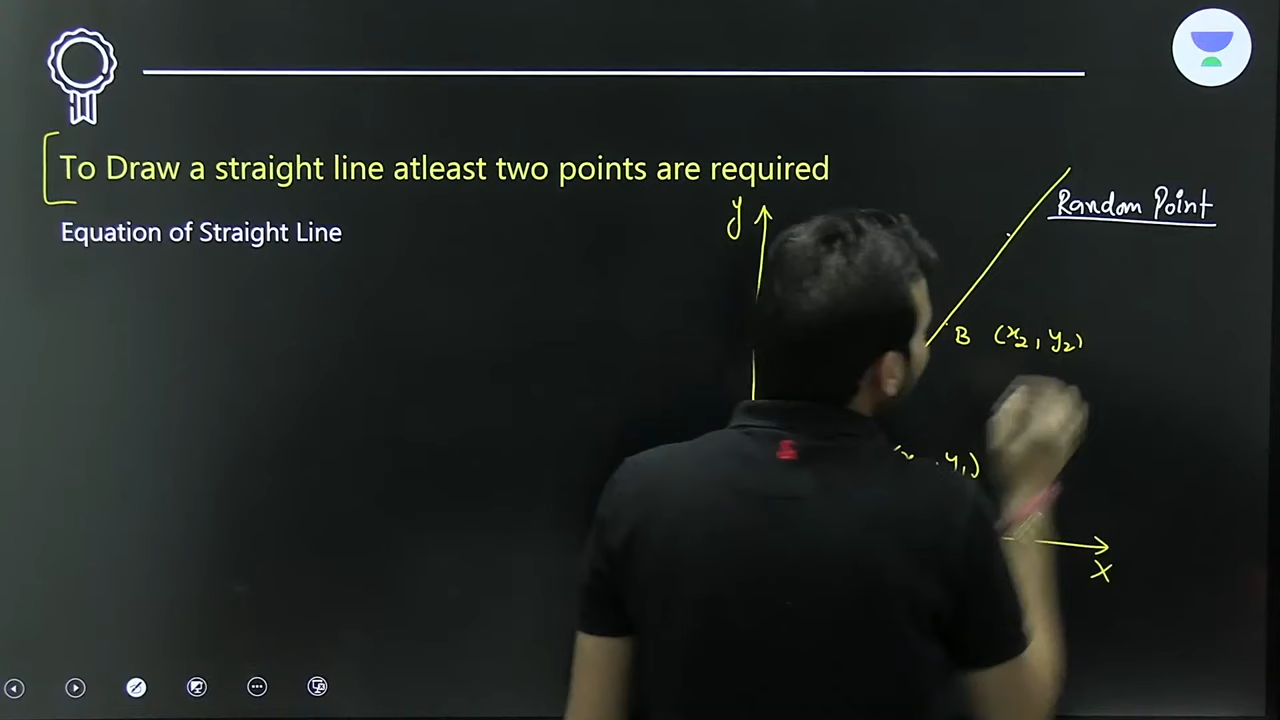 To Draw a straight line atleast two points are required
Equation of Straight Line
y
Random Point
B (x₂, y₂)
y₁)
X